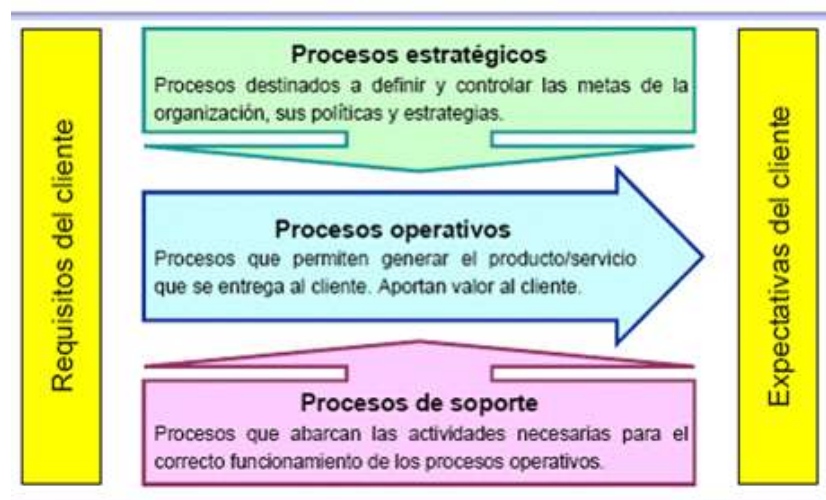 Requisitos del cliente
Procesos estratégicos
Procesos destinados a definir y controlar las metas de la
organización, sus políticas y estrategias.
Procesos operativos
Procesos que permiten generar el producto/servicio
que se entrega al cliente. Aportan valor al cliente.
Procesos de soporte
Procesos que abarcan las actividades necesarias para el
correcto funcionamiento de los procesos operativos.
Expectativas del cliente